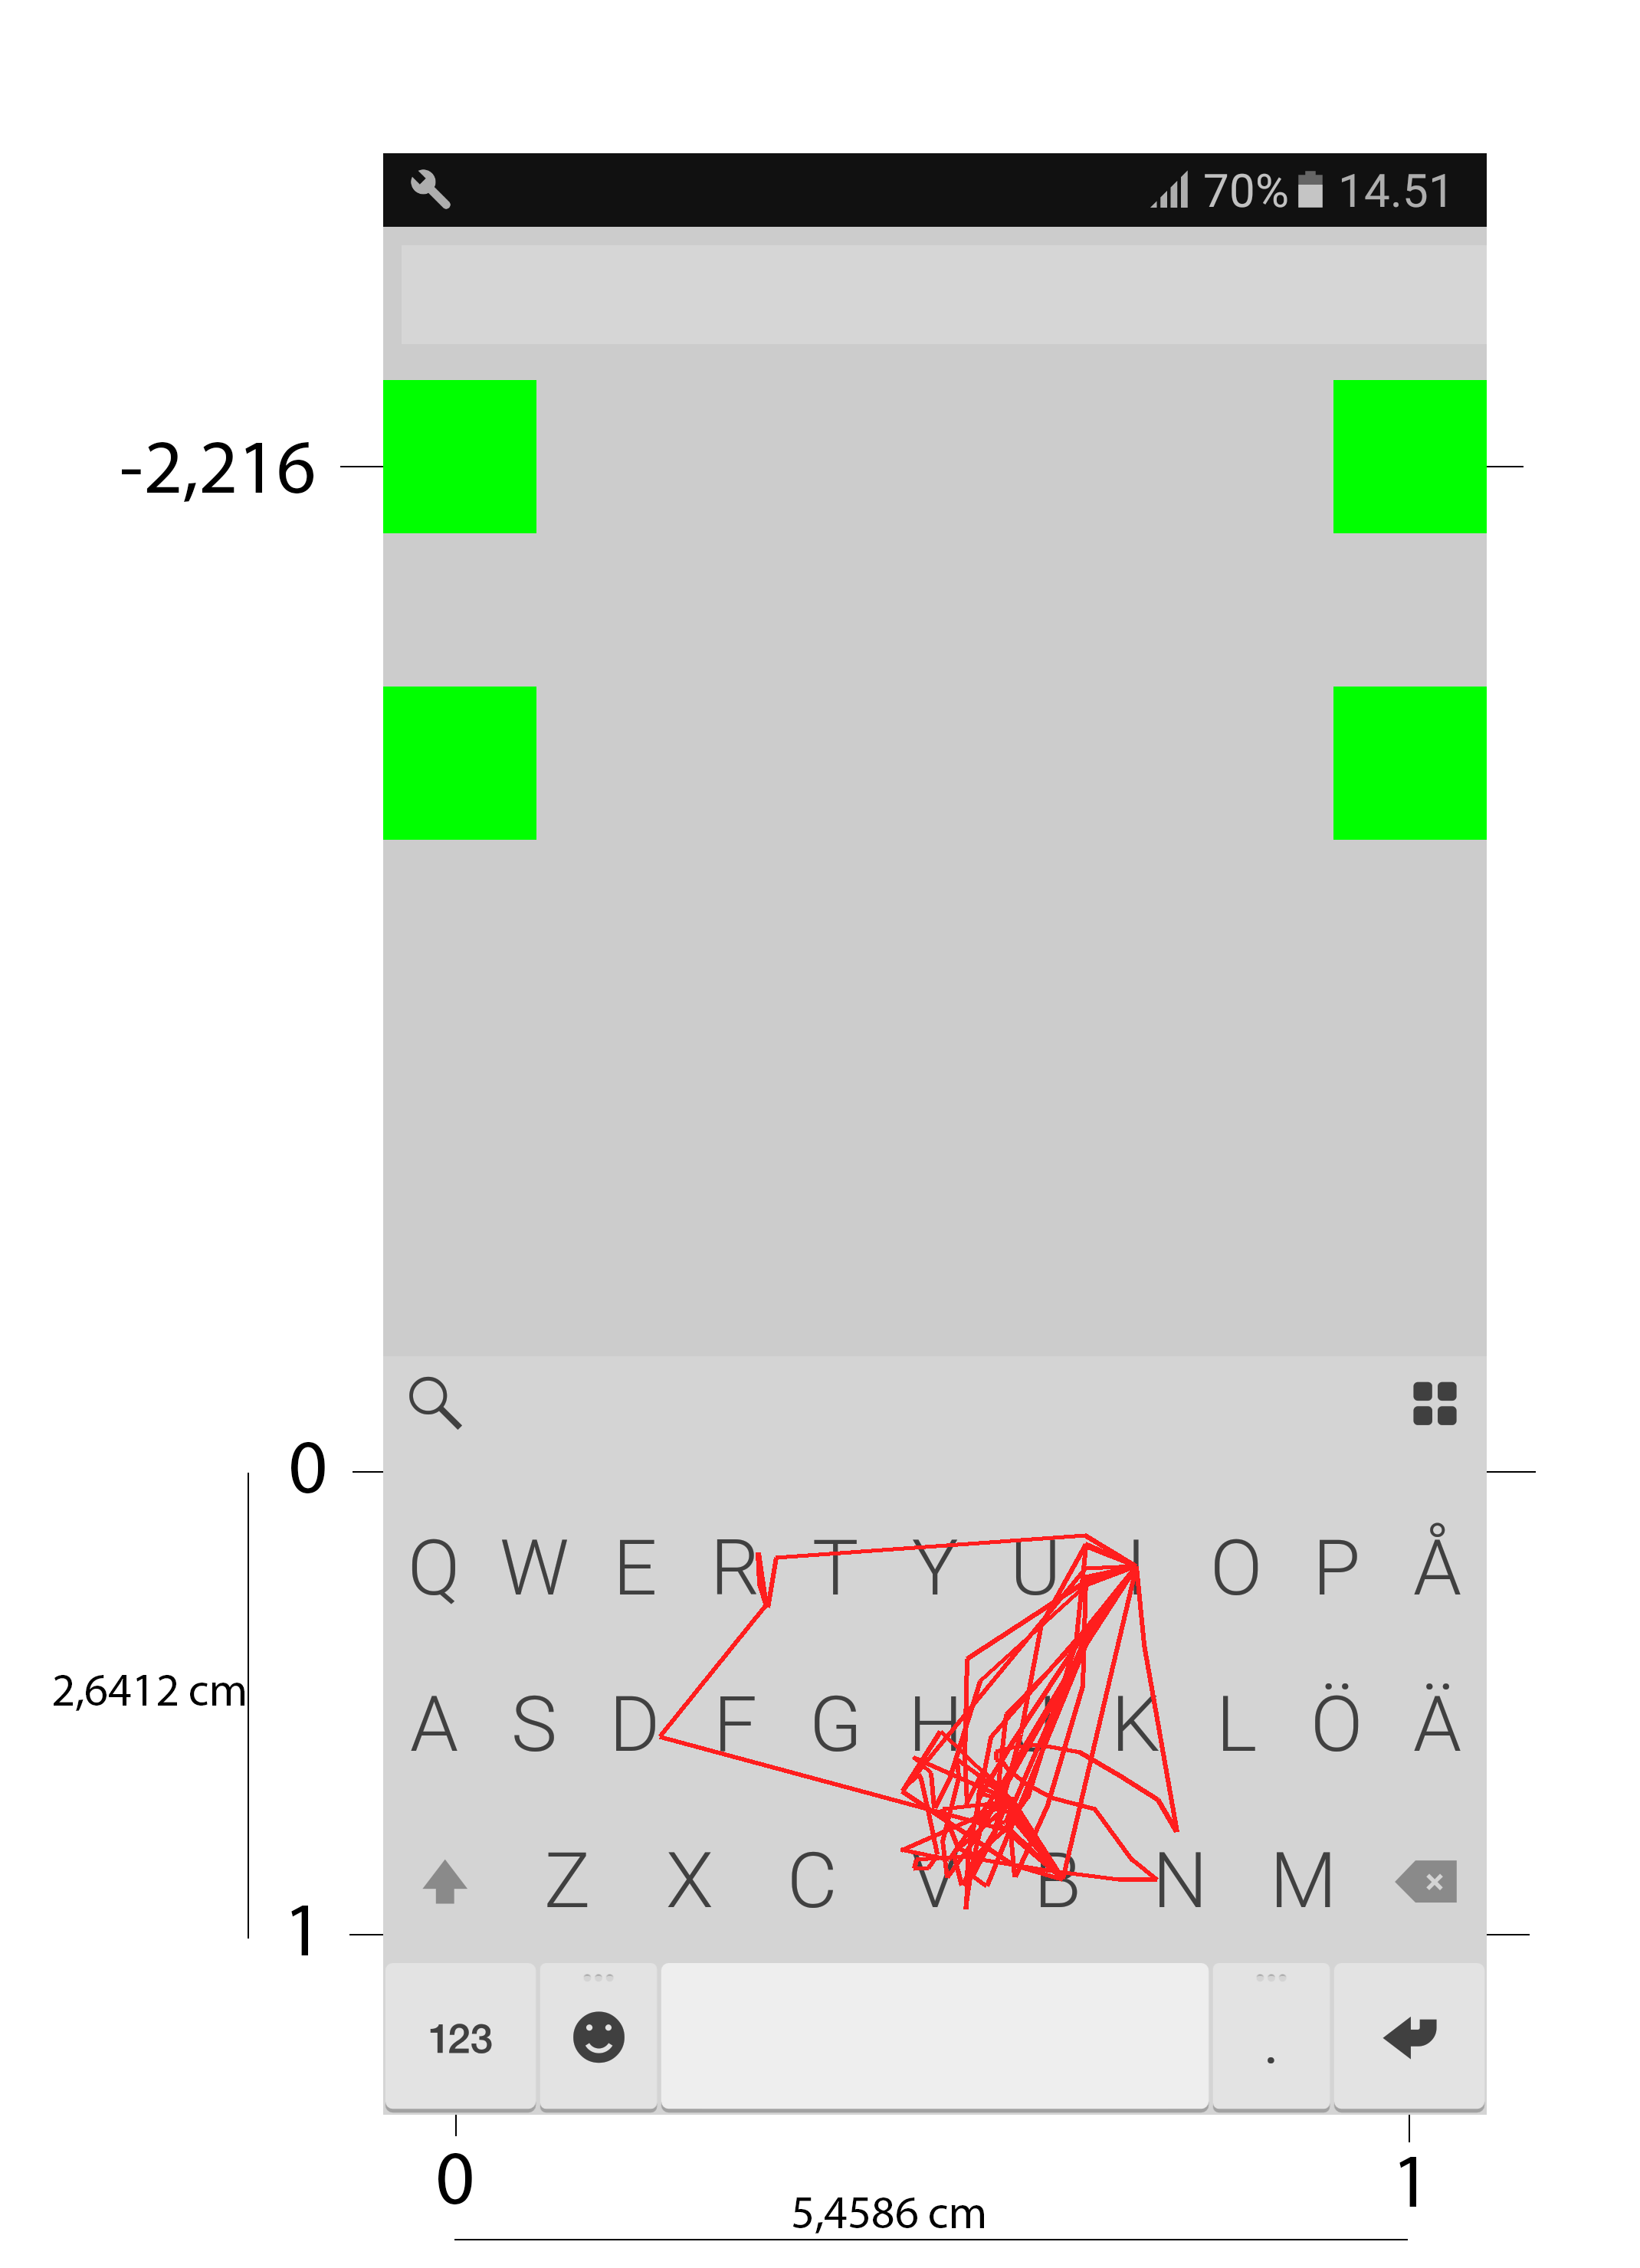 70% 14.51
-2,216
0
Q W E R T Y U I O P Å
2,6412 cm
A S D F G H J K L Ö Ä
Z X C V B N M
1
123 .
0 1
5,4586 cm